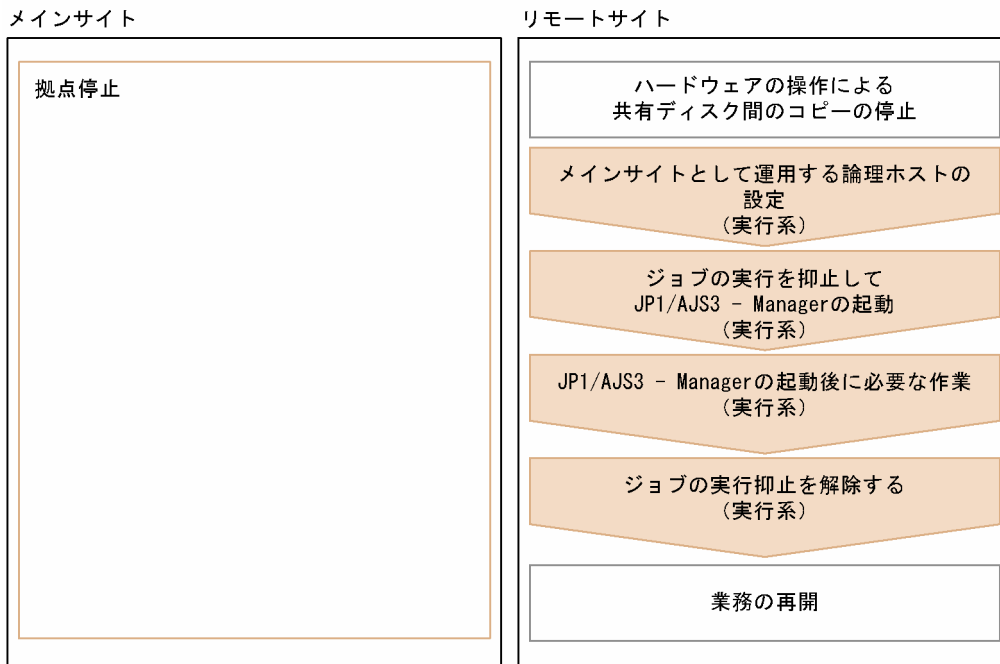 メインサイト
拠点停止
リモートサイト
ハードウェアの操作による
共有ディスク間のコピーの停止
メインサイトとして運用する論理ホストの
設定
（実行系）
ジョブの実行を抑止して
JP1/AJS3 - Managerの起動
（実行系）
JP1/AJS3 - Managerの起動後に必要な作業
（実行系）
ジョブの実行抑止を解除する
（実行系）
業務の再開